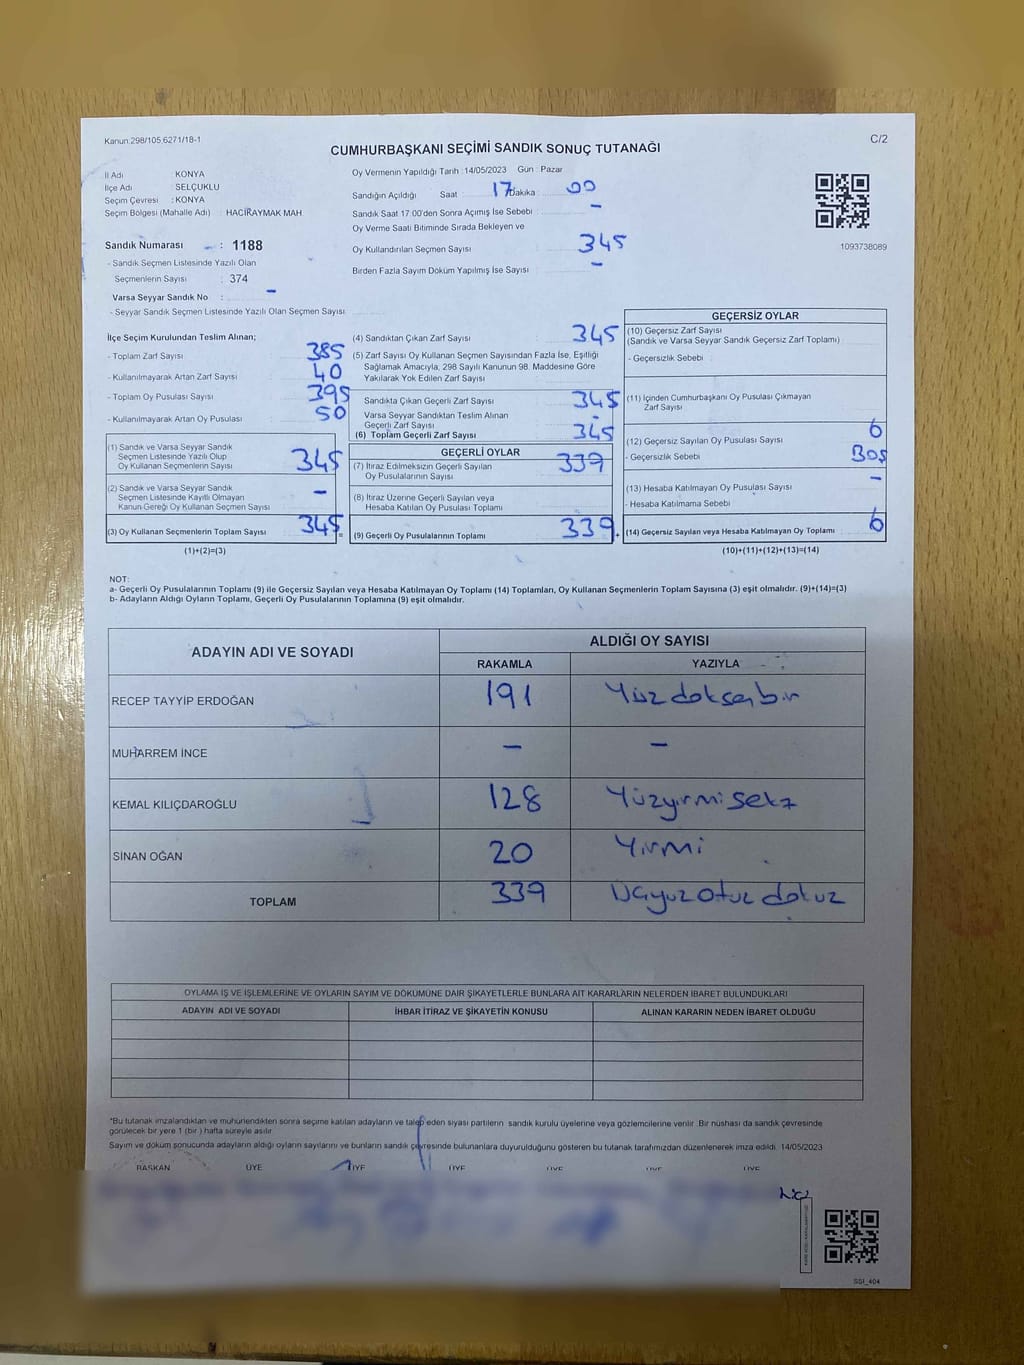 Kanun:298/105,6271/18-1
C/2
CUMHURBAŞKANI SEÇİMİ SANDIK SONUÇ TUTANAĞI
İl Adı KONYA
İlçe Adı SELÇUKLU
Seçim Çevresi : KONYA
Seçim Bölgesi (Mahalle Adı) : HACIRAYMAK MAH.
Sandık Numarası : 1188
- Sandık Seçmen Listesinde Yazılı Olan
Seçmenlerin Sayısı : 374
Varsa Seyyar Sandık No : -
- Seyyar Sandık Seçmen Listesinde Yazılı Olan Seçmen Sayısı
Oy Vermenin Yapıldığı Tarih :14/05/2023 Gün : Pazar
Sandığın Açıldığı Saat : 17 Dakika : 00
Sandık Saat 17.00'den Sonra Açımış İse Sebebi : -
Oy Verme Saati Bitiminde Sırada Bekleyen ve
Oy Kullandırılan Seçmen Sayısı : 345
Birden Fazla Sayım Döküm Yapılmış İse Sayısı : -
1093738089
İlçe Seçim Kurulundan Teslim Alınan;
- Toplam Zarf Sayısı : 385
- Kullanılmayarak Artan Zarf Sayısı : 40
- Toplam Oy Pusulası Sayısı : 395
- Kullanılmayarak Artan Oy Pusulası : 50
(1) Sandık ve Varsa Seyyar Sandık
Seçmen Listesinde Yazılı Olup
Oy Kullanan Seçmenlerin Sayısı 345
(2) Sandık ve Varsa Seyyar Sandık
Seçmen Listesinde Kayıtlı Olmayan
Kanun Gereği Oy Kullanan Seçmen Sayısı -
(3) Oy Kullanan Seçmenlerin Toplam Sayısı 345 =
(1)+(2)=(3)
(4) Sandıktan Çıkan Zarf Sayısı : 345
(5) Zarf Sayısı Oy Kullanan Seçmen Sayısından Fazla İse, Eşitliği
Sağlamak Amacıyla, 298 Sayılı Kanunun 98. Maddesine Göre
Yakılarak Yok Edilen Zarf Sayısı
Sandıkta Çıkan Geçerli Zarf Sayısı : 345
Varsa Seyyar Sandıktan Teslim Alınan
Geçerli Zarf Sayısı : -
(6) Toplam Geçerli Zarf Sayısı : 345
GEÇERLİ OYLAR
(7) İtiraz Edilmeksizin Geçerli Sayılan
Oy Pusulalarının Sayısı 339
(8) İtiraz Üzerine Geçerli Sayılan veya
Hesaba Katılan Oy Pusulası Toplamı
(9) Geçerli Oy Pusulalarının Toplamı 339 +
GEÇERSİZ OYLAR
(10) Geçersiz Zarf Sayısı
(Sandık ve Varsa Seyyar Sandık Geçersiz Zarf Toplamı)
- Geçersizlik Sebebi :
(11) İçinden Cumhurbaşkanı Oy Pusulası Çıkmayan
Zarf Sayısı
(12) Geçersiz Sayılan Oy Pusulası Sayısı : 6
- Geçersizlik Sebebi : Boş
(13) Hesaba Katılmayan Oy Pusulası Sayısı : -
- Hesaba Katılmama Sebebi :
(14) Geçersiz Sayılan veya Hesaba Katılmayan Oy Toplamı 6
(10)+(11)+(12)+(13)=(14)
NOT:
a- Geçerli Oy Pusulalarının Toplamı (9) ile Geçersiz Sayılan veya Hesaba Katılmayan Oy Toplamı (14) Toplamları, Oy Kullanan Seçmenlerin Toplam Sayısına (3) eşit olmalıdır. (9)+(14)=(3)
b- Adayların Aldığı Oyların Toplamı, Geçerli Oy Pusulalarının Toplamına (9) eşit olmalıdır.
ADAYIN ADI VE SOYADI
ALDIĞI OY SAYISI
RAKAMLA YAZIYLA
RECEP TAYYİP ERDOĞAN 191 Yüz doksan bir
MUHARREM İNCE - -
KEMAL KILIÇDAROĞLU 128 Yüzyirmi sekz
SİNAN OĞAN 20 Yirmi
TOPLAM 339 Üçyüz otuz dokuz
OYLAMA İŞ VE İŞLEMLERİNE VE OYLARIN SAYIM VE DÖKÜMÜNE DAİR ŞİKAYETLERLE BUNLARA AİT KARARLARIN NELERDEN İBARET BULUNDUKLARI
ADAYIN ADI VE SOYADI İHBAR İTİRAZ VE ŞİKAYETİN KONUSU ALINAN KARARIN NEDEN İBARET OLDUĞU
*Bu tutanak imzalandıktan ve mühürlendikten sonra seçime katılan adayların ve talep eden siyasi partilerin sandık kurulu üyelerine veya gözlemcilerine verilir. Bir nüshası da sandık çevresinde
görülecek bir yere 1 (bir ) hafta süreyle asılır.
Sayım ve döküm sonucunda adayların aldığı oyların sayılarını ve bunların sandık çevresinde bulunanlara duyurulduğunu gösteren bu tutanak tarafımızdan düzenlenerek imza edildi. 14/05/2023
BAŞKAN ÜYE ÜYE ÜYE ÜYE ÜYE ÜYE
SSİ_404